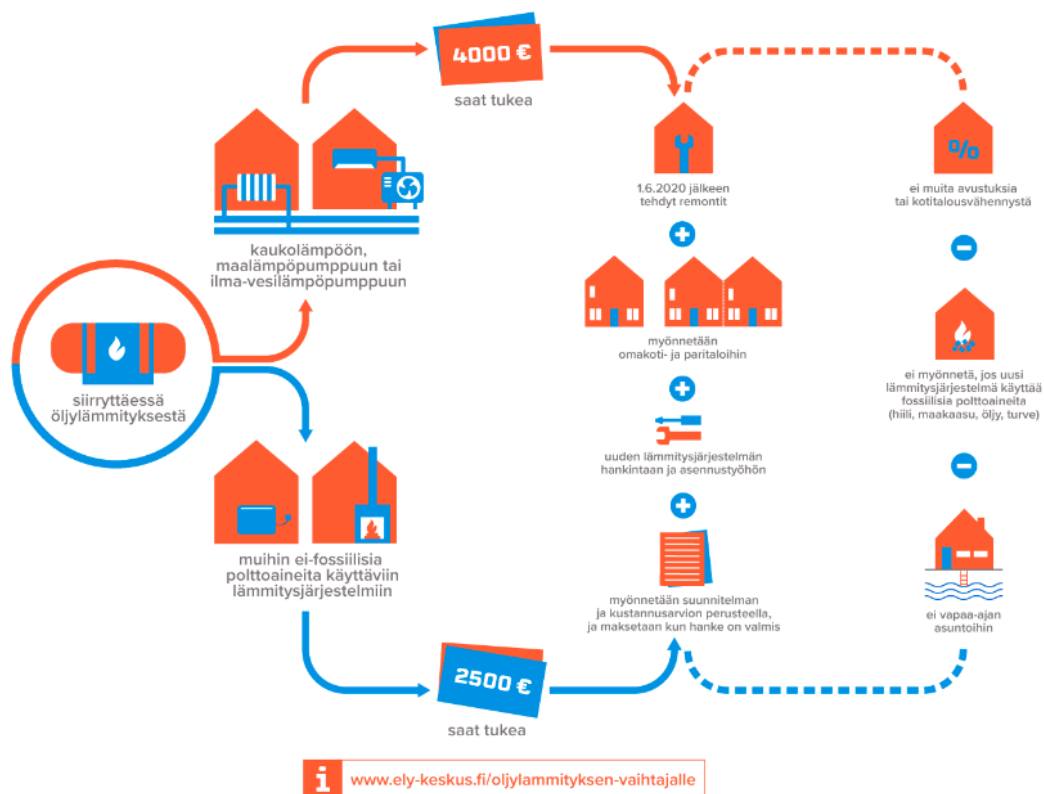 4000 €
saat tukea
kaukolämpöön,
maalämpöpumppuun tai
ilma-vesilämpöpumppuun
siirryttäessä
öljylämmityksestä
muihin ei-fossiilisia
polttoaineita käyttäviin
lämmitysjärjestelmiin
2500 €
saat tukea
1.6.2020 jälkeen
tehdyt remontit
myönnetään
omakoti- ja paritaloihin
uuden lämmitysjärjestelmän
hankintaan ja asennustyöhön
myönnetään suunnitelman
ja kustannusarvion perusteella,
ja maksetaan kun hanke on valmis
%
ei muita avustuksia
tai kotitalousvähennystä
ei myönnetä, jos uusi
lämmitysjärjestelmä käyttää
fossiilisia polttoaineita
(hiili, maakaasu, öljy, turve)
ei vapaa-ajan
asuntoihin
i www.ely-keskus.fi/oljylammityksen-vaihtajalle